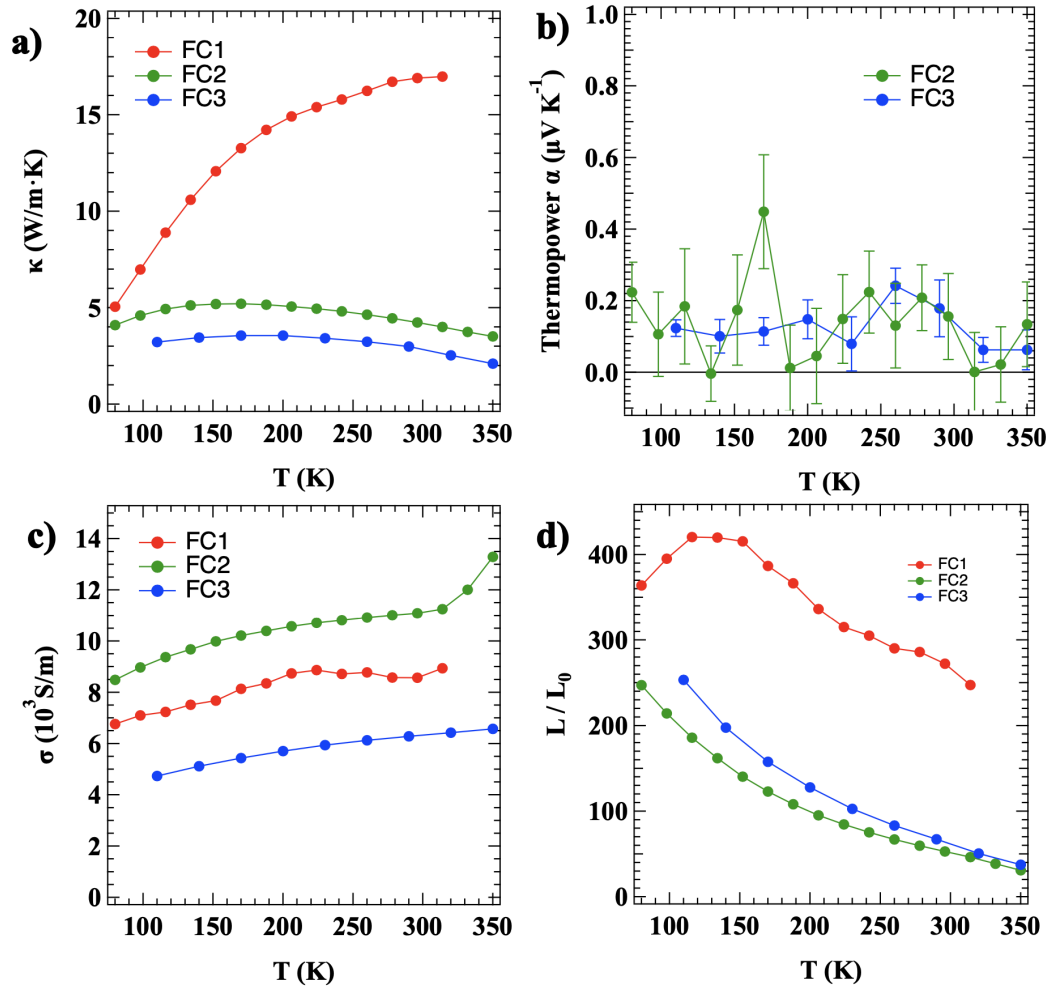 a)
FC1
FC2
FC3
20
15
10
5
0
κ (W/m·K)
100 150 200 250 300 350
T (K)
b)
FC2
FC3
1.0
0.8
0.6
0.4
0.2
0.0
Thermopower α (μV K⁻¹)
100 150 200 250 300 350
T (K)
c)
FC1
FC2
FC3
14
12
10
8
6
4
2
0
σ (10³ S/m)
100 150 200 250 300 350
T (K)
d)
FC1
FC2
FC3
400
300
200
100
0
L / L₀
100 150 200 250 300 350
T (K)